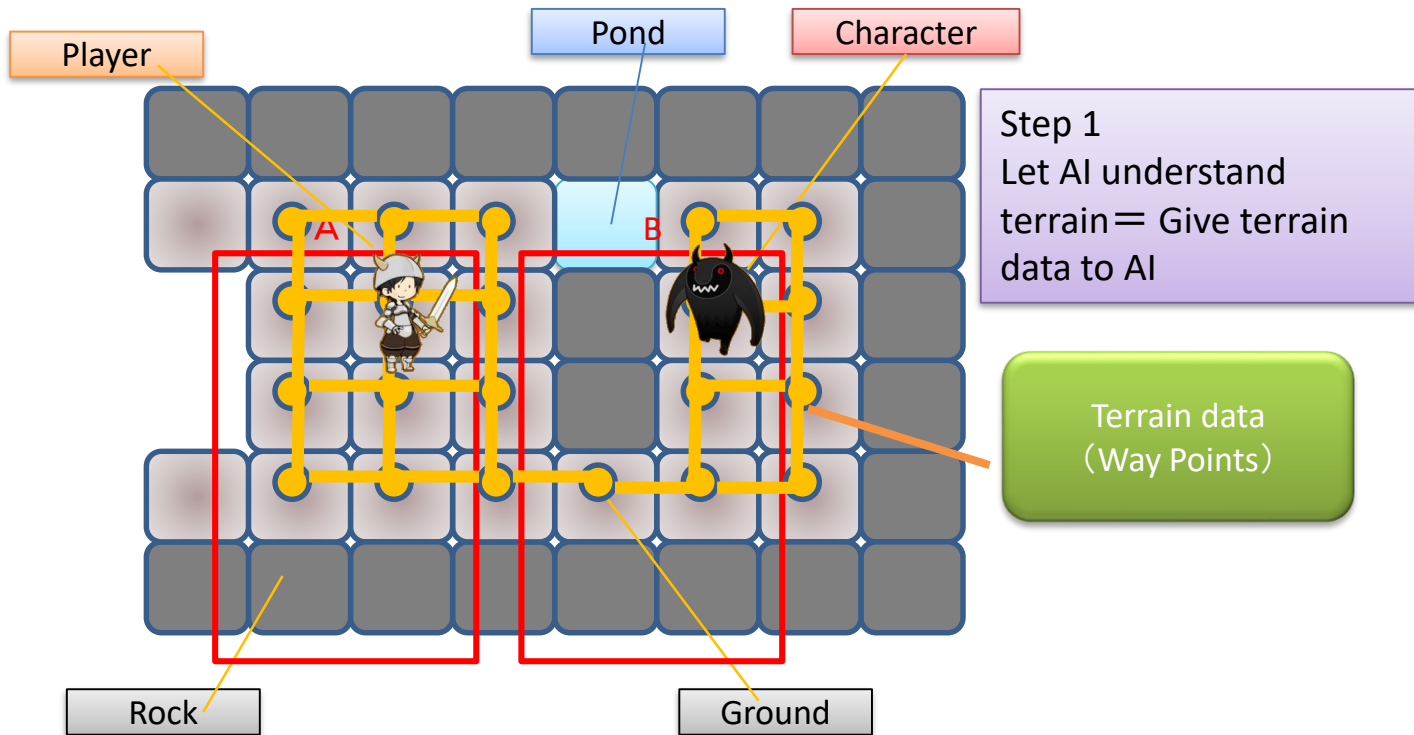 Pond
Character
Player
Step 1
Let AI understand
terrain＝ Give terrain
data to AI
A
B
Terrain data
（Way Points）
Rock
Ground